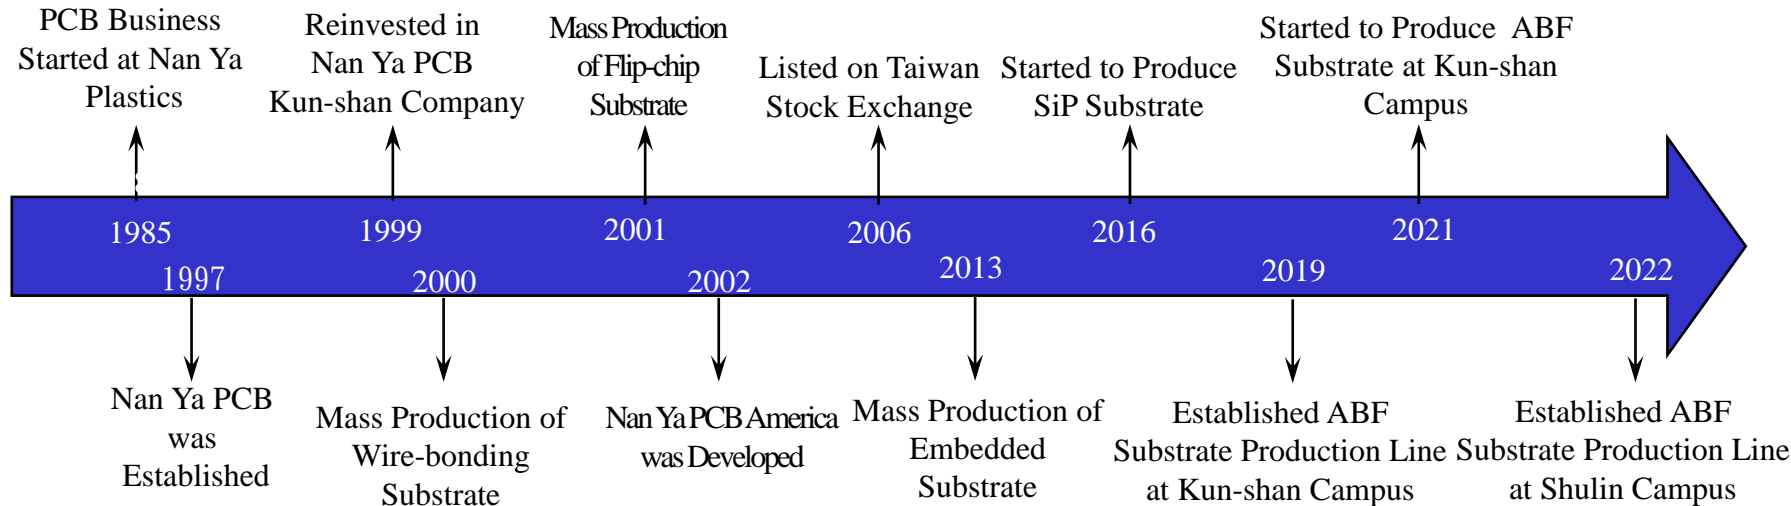 PCB Business
Started at Nan Ya
Plastics
Reinvested in
Nan Ya PCB
Kun-shan Company
Mass Production
of Flip-chip
Substrate
Listed on Taiwan
Stock Exchange
Started to Produce
SiP Substrate
Started to Produce ABF
Substrate at Kun-shan
Campus
1985
1999
2001
2006
2016
2021
1997
2000
2002
2013
2019
2022
Nan Ya PCB
was
Established
Mass Production of
Wire-bonding
Substrate
Nan Ya PCB America
was Developed
Mass Production of
Embedded
Substrate
Established ABF
Substrate Production Line
at Kun-shan Campus
Established ABF
Substrate Production Line
at Shulin Campus